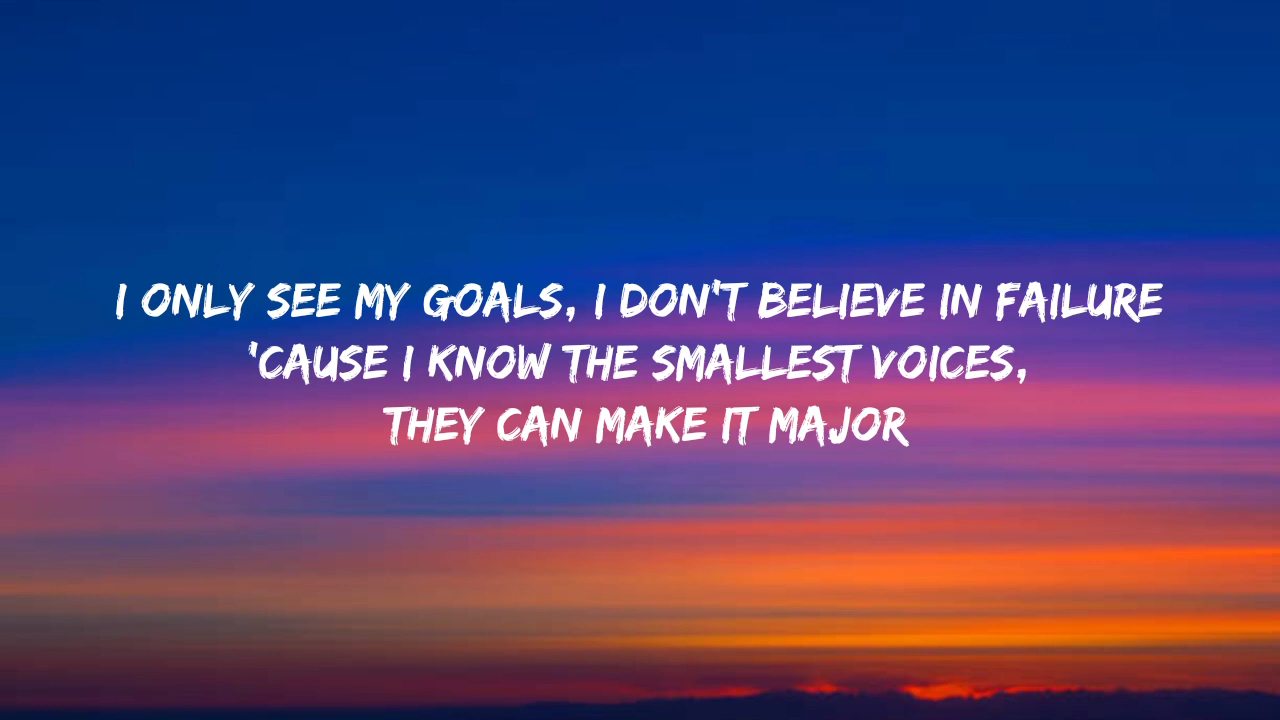 I ONLY SEE MY GOALS, I DON'T BELIEVE IN FAILURE
'CAUSE I KNOW THE SMALLEST VOICES,
THEY CAN MAKE IT MAJOR